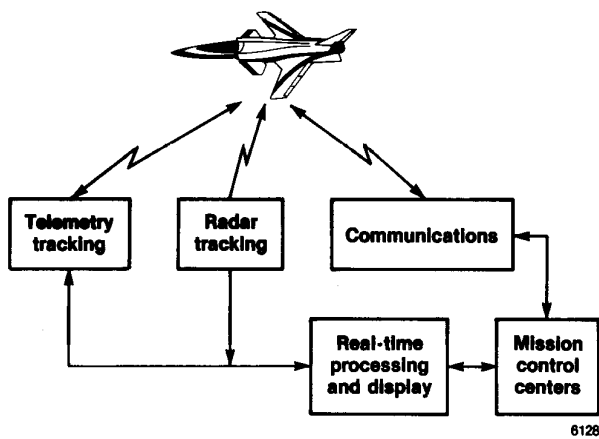 Telemetry
tracking
Radar
tracking
Communications
Real-time
processing
and display
Mission
control
centers
6128